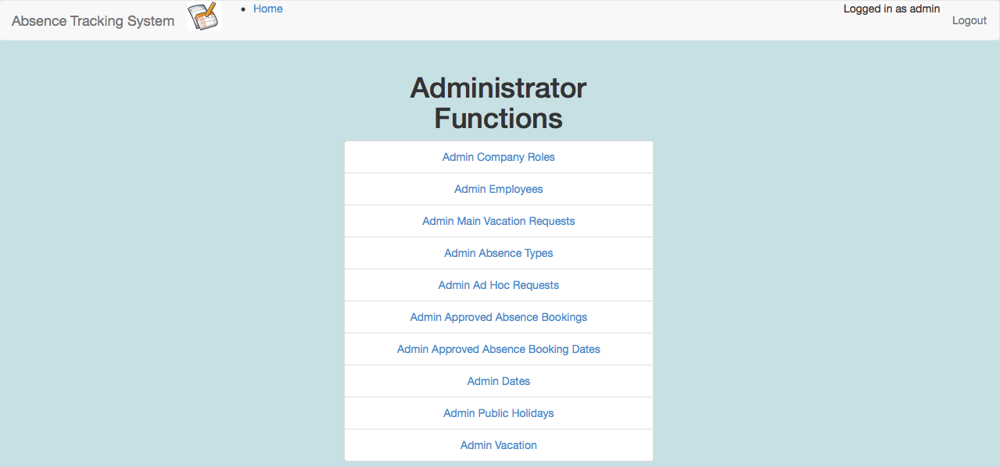 Absence Tracking System
Home
Logged in as admin
Logout
Administrator
Functions
Admin Company Roles
Admin Employees
Admin Main Vacation Requests
Admin Absence Types
Admin Ad Hoc Requests
Admin Approved Absence Bookings
Admin Approved Absence Booking Dates
Admin Dates
Admin Public Holidays
Admin Vacation